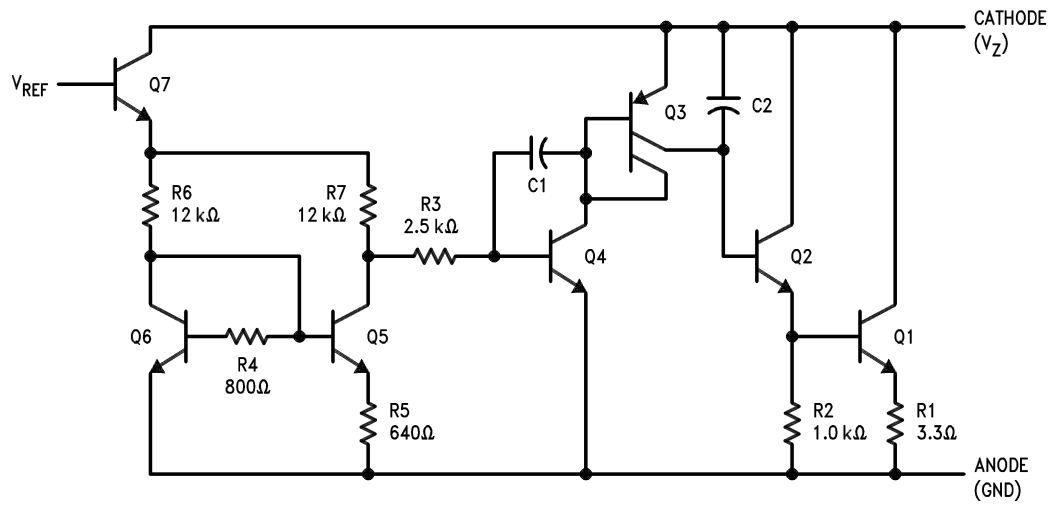 CATHODE
(VZ)
VREF
Q7
Q3
C2
C1
R6
12 kΩ
R7
12 kΩ
R3
2.5 kΩ
Q4
Q2
Q6
R4
800Ω
Q5
Q1
R5
640Ω
R2
1.0 kΩ
R1
3.3Ω
ANODE
(GND)